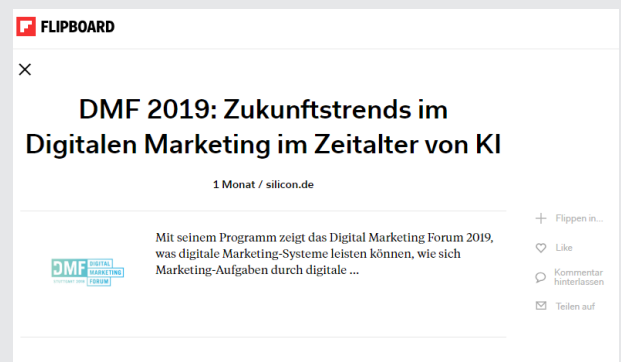 FLIPBOARD
DMF 2019: Zukunftstrends im
Digitalen Marketing im Zeitalter von KI
1 Monat / silicon.de
Mit seinem Programm zeigt das Digital Marketing Forum 2019,
was digitale Marketing-Systeme leisten können, wie sich
Marketing-Aufgaben durch digitale ...
DMF DIGITAL
MARKETING
FORUM
Flippen in...
Like
Kommentar
hinterlassen
Teilen auf